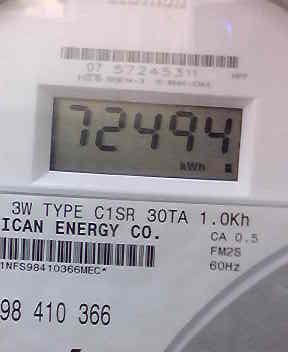 07 57245311
72494
kWh
3W TYPE C1SR 30TA 1.0Kh
ICAN ENERGY CO. CA 0.5
FM2S
60Hz
1NFS98410366MEC*
98 410 366